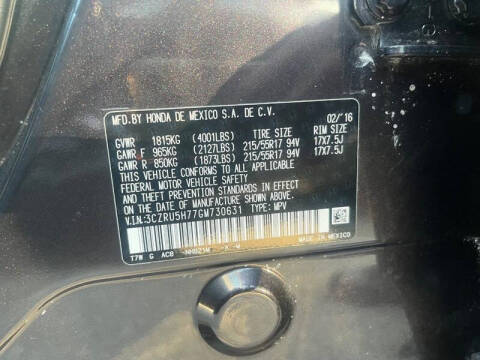 MFD.BY HONDA DE MEXICO S.A. DE C.V. 02/'16
GVWR 1815KG (4001LBS) TIRE SIZE RIM SIZE
GAWR F 965KG (2127LBS) 215/55R17 94V 17X7.5J
GAWR R 850KG (1873LBS) 215/55R17 94V 17X7.5J
THIS VEHICLE CONFORMS TO ALL APPLICABLE
FEDERAL MOTOR VEHICLE SAFETY AND
THEFT PREVENTION STANDARDS IN EFFECT ON THE DATE
OF MANUFACTURE SHOWN ABOVE.
V.I.N:3CZRU5H77GM730631 TYPE: MPV
T7W G AC8 MADE IN MEXICO